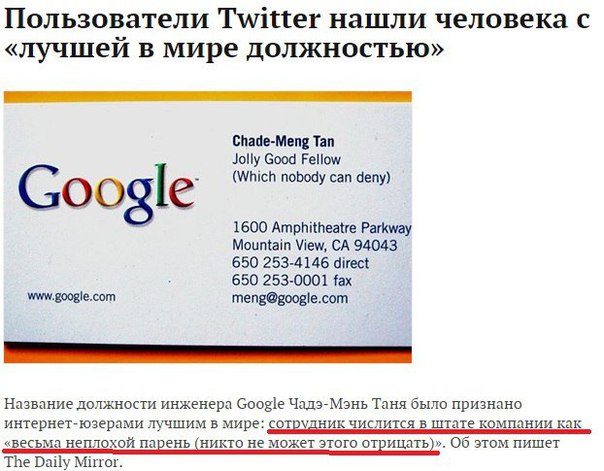 Пользователи Twitter нашли человека с
«лучшей в мире должностью»
Google™
Chade-Meng Tan
Jolly Good Fellow
(Which nobody can deny)
1600 Amphitheatre Parkway
Mountain View, CA 94043
650 253-4146 direct
650 253-0001 fax
www.google.com
meng@google.com
Название должности инженера Google Чадэ-Мэнь Таня было признано
интернет-юзерами лучшим в мире: сотрудник числится в штате компании как
«весьма неплохой парень (никто не может этого отрицать)». Об этом пишет
The Daily Mirror.